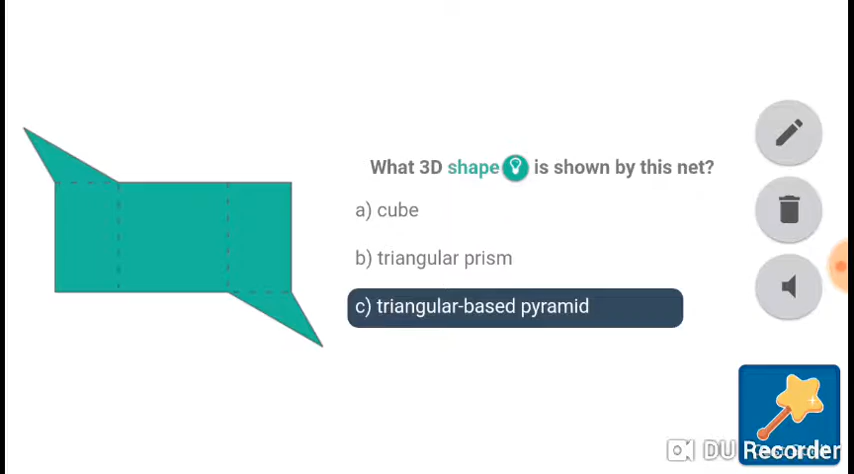 What 3D shape is shown by this net?
a) cube
b) triangular prism
c) triangular-based pyramid
DU Recorder